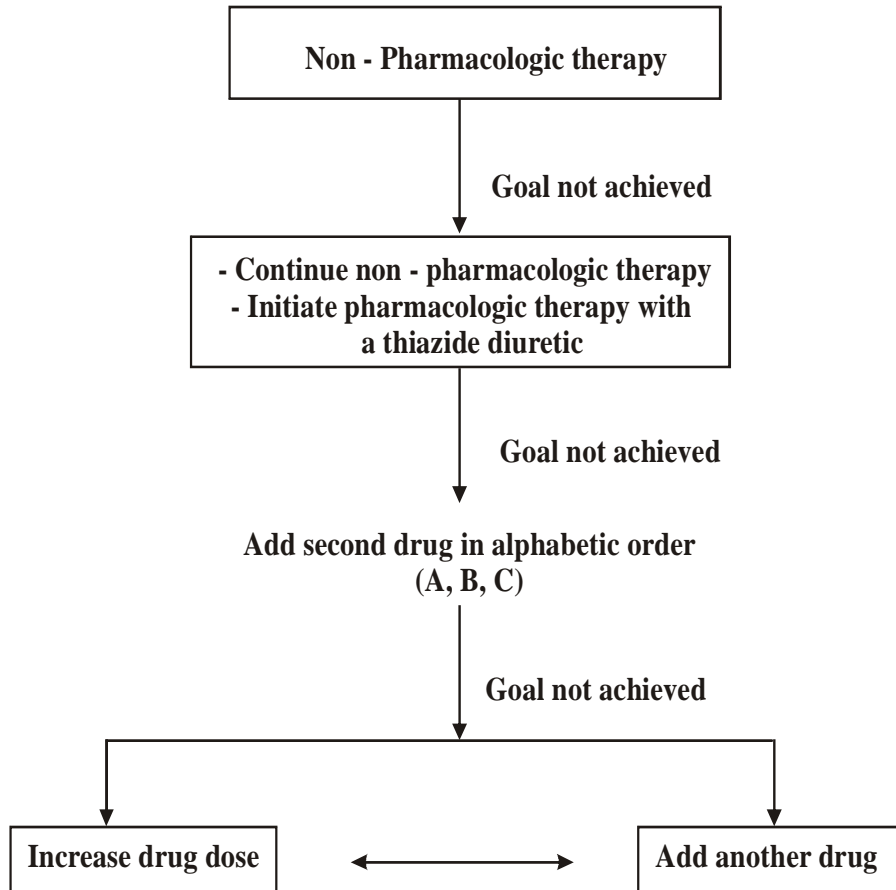 Non - Pharmacologic therapy
Goal not achieved
- Continue non - pharmacologic therapy
- Initiate pharmacologic therapy with
a thiazide diuretic
Goal not achieved
Add second drug in alphabetic order
(A, B, C)
Goal not achieved
Increase drug dose
Add another drug